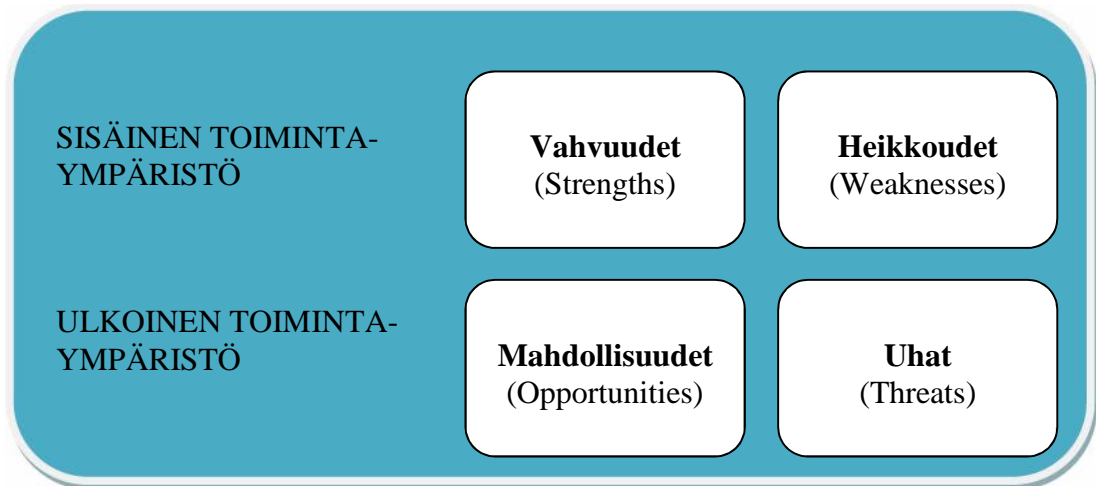 SISÄINEN TOIMINTA-
YMPÄRISTÖ
Vahvuudet
(Strengths)
Heikkoudet
(Weaknesses)
ULKOINEN TOIMINTA-
YMPÄRISTÖ
Mahdollisuudet
(Opportunities)
Uhat
(Threats)